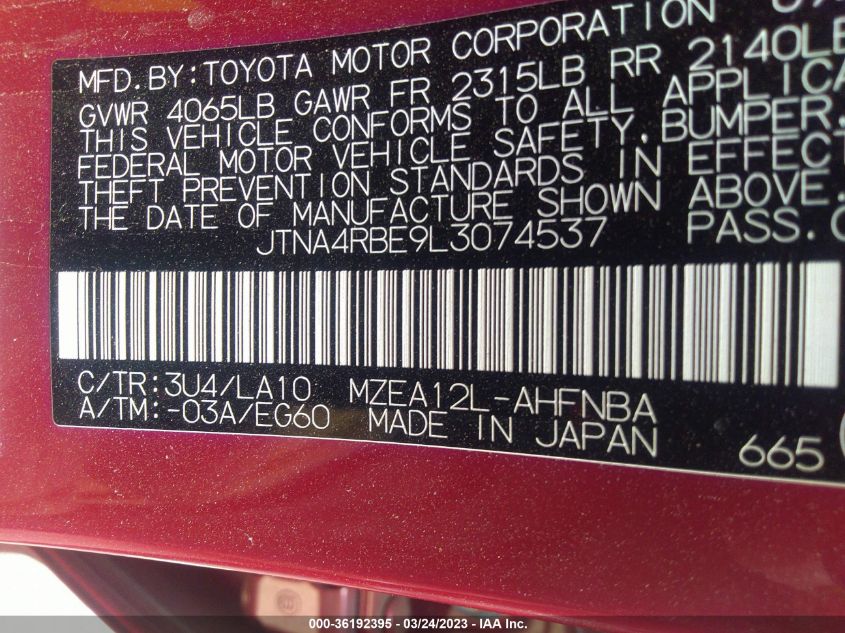 MFD. BY: TOYOTA MOTOR CORPORATION
GVWR 4065LB GAWR FR 2315LB RR 2140LB
THIS VEHICLE CONFORMS TO ALL
FEDERAL MOTOR VEHICLE SAFETY, BUMPER,
THEFT PREVENTION STANDARDS IN EFFECT
THE DATE OF MANUFACTURE SHOWN ABOVE.
JTNA4RBE9L3074537 PASS.
C/TR:3U4/LA10 MZEA12L-AHFNBA
A/TM:-03A/EG60 MADE IN JAPAN
665
000-36192395 - 03/24/2023 - IAA Inc.